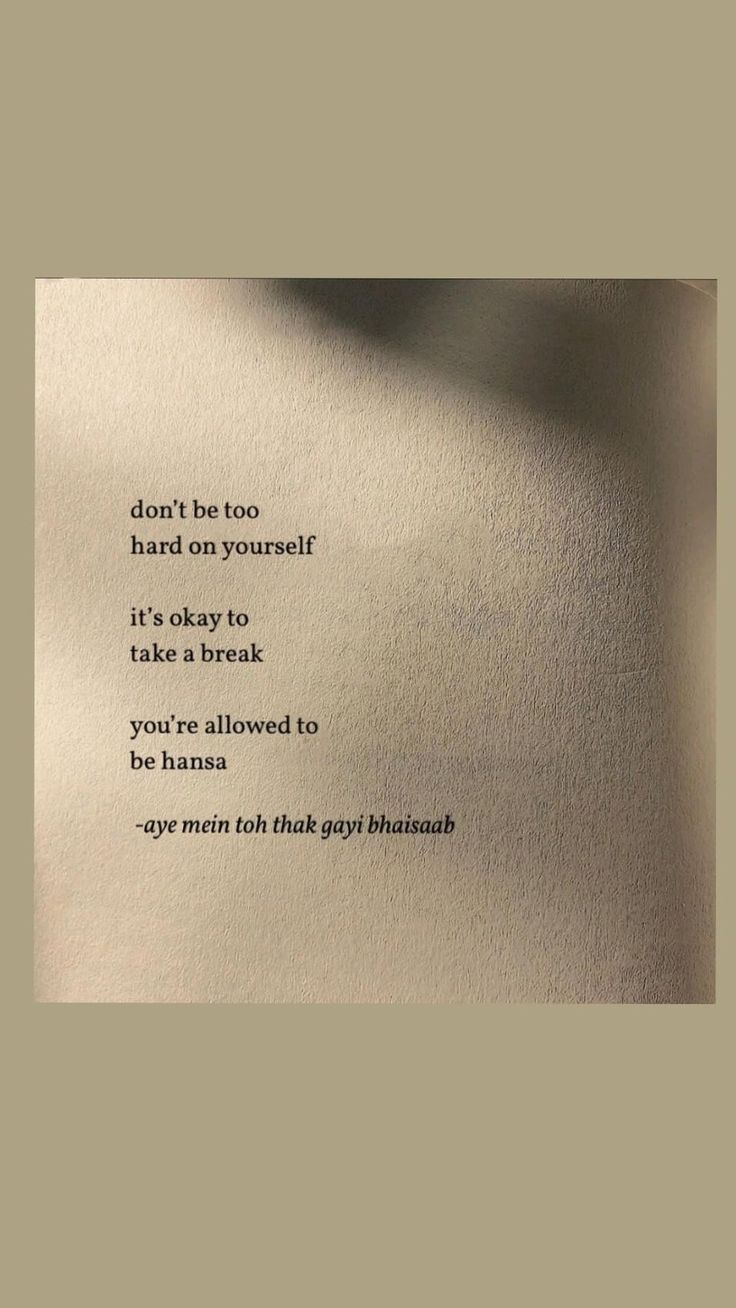 don't be too
hard on yourself
it's okay to
take a break
you're allowed to
be hansa
-aye mein toh thak gayi bhaisaab